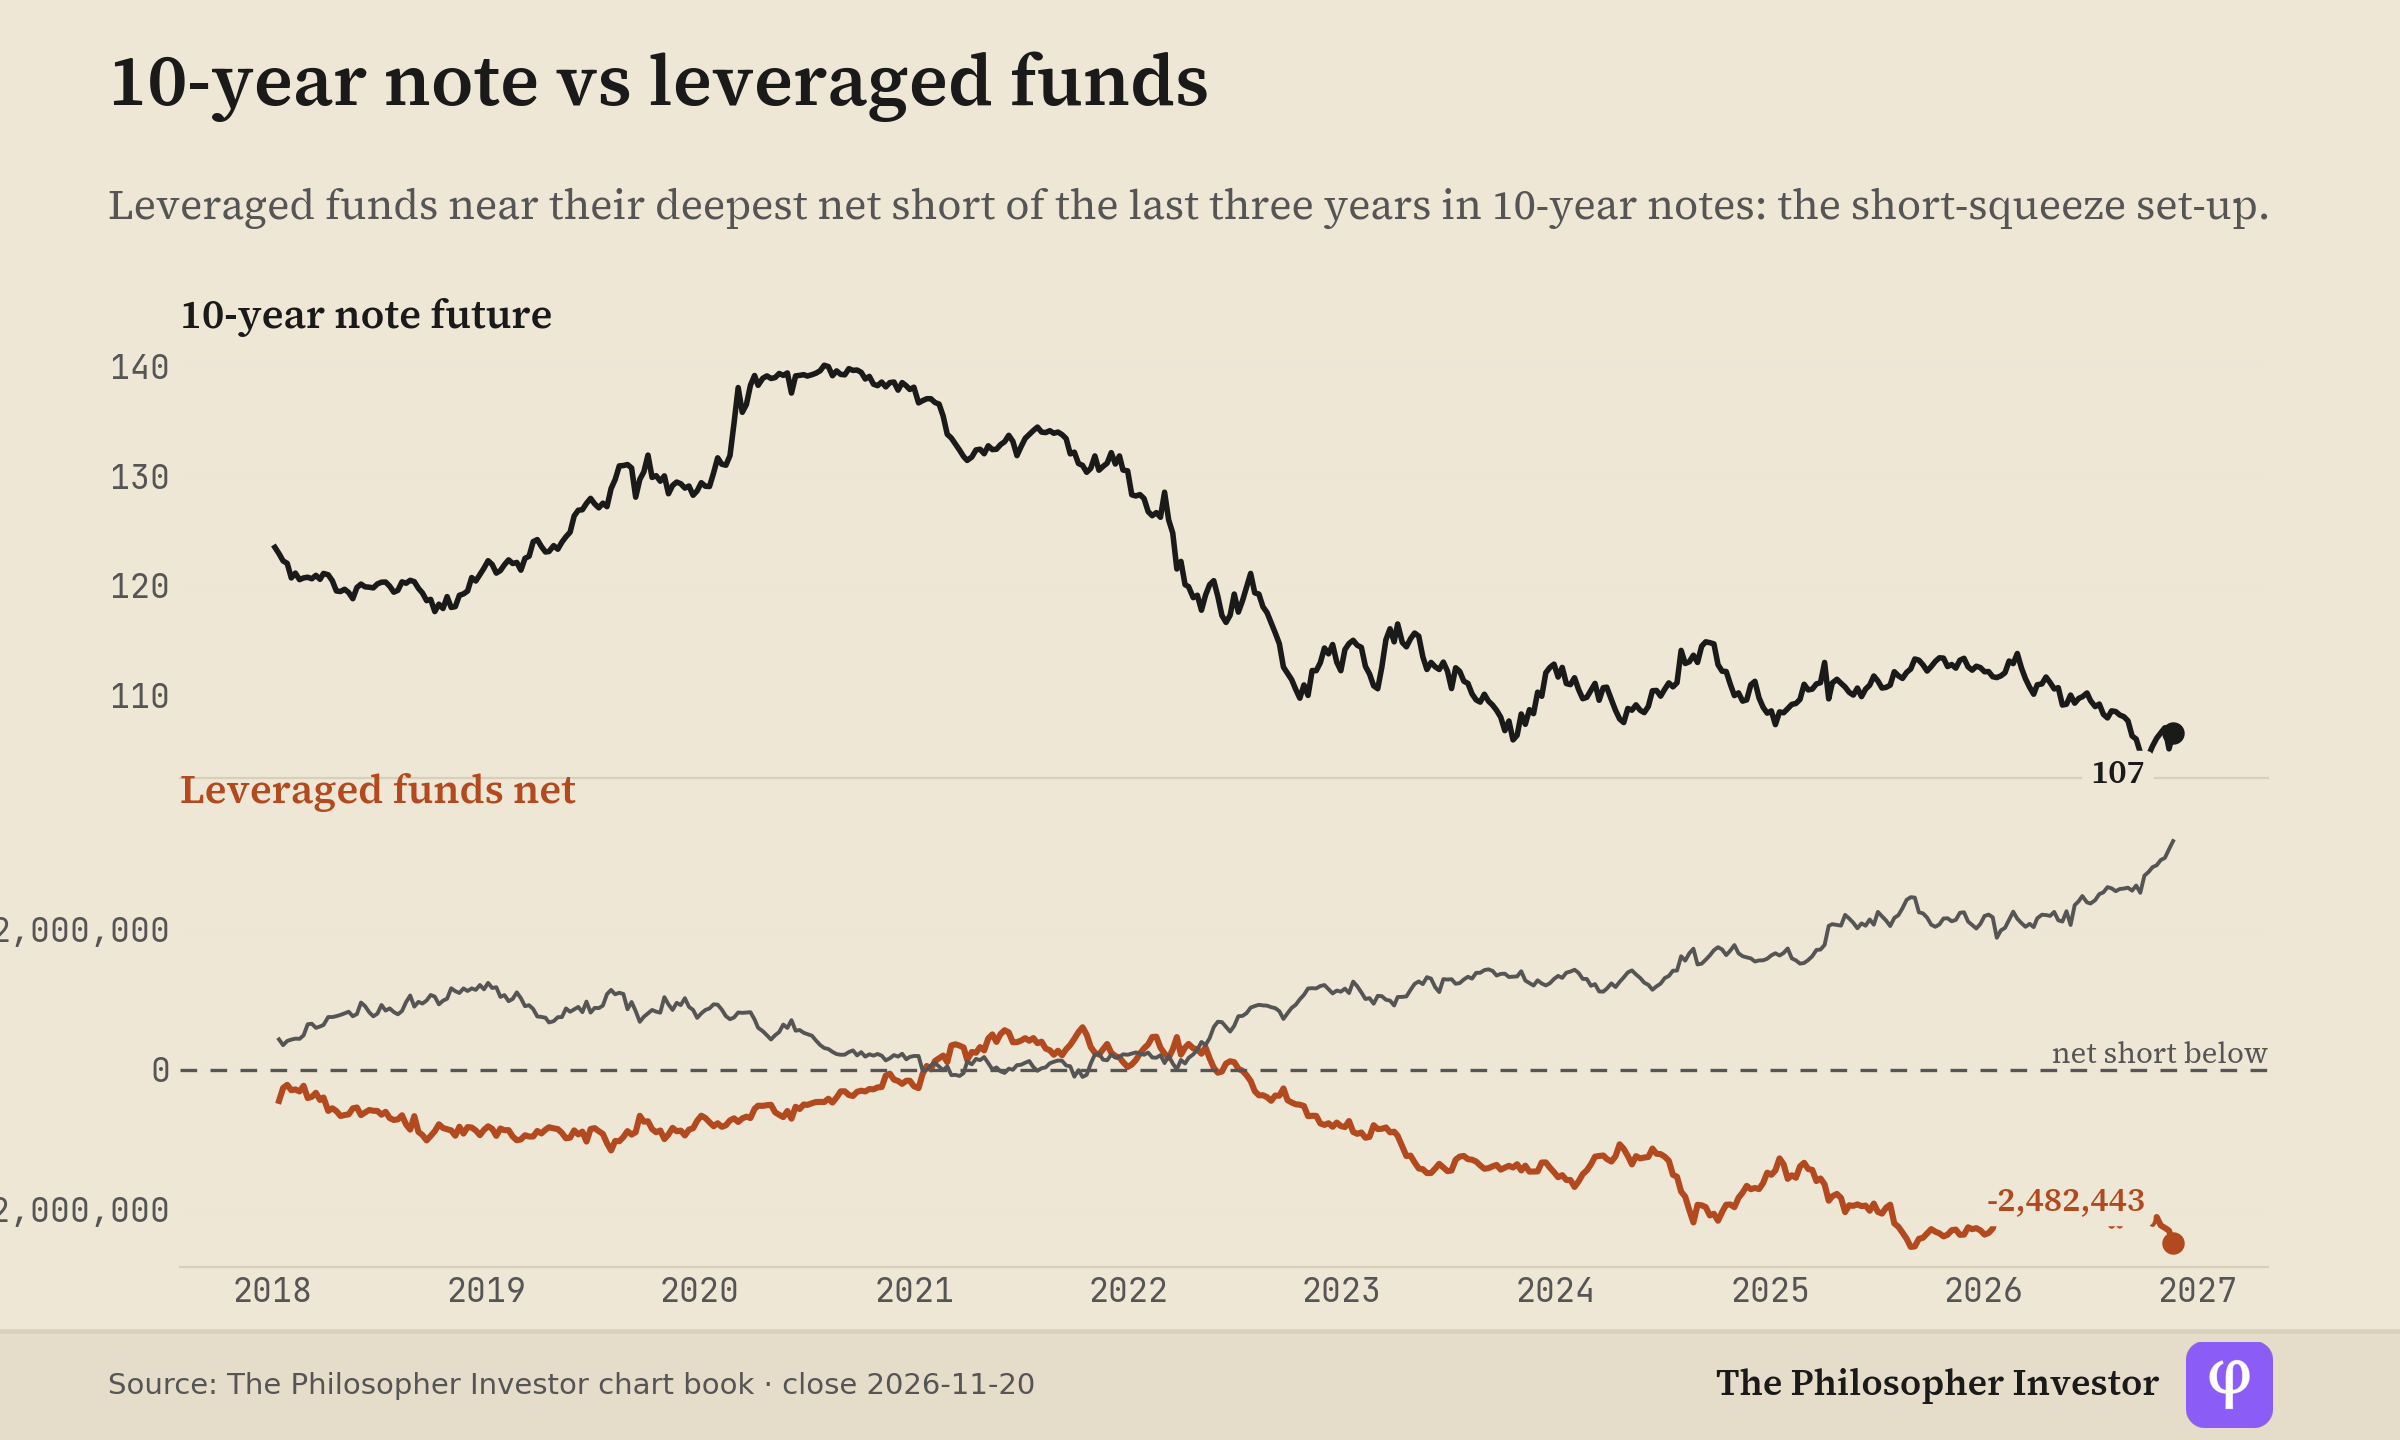 10-year note vs leveraged funds
Leveraged funds near their deepest net short of the last three years in 10-year notes: the short-squeeze set-up.
10-year note future
140
130
120
110
107
Leveraged funds net
2,000,000
0
net short below
2,000,000
-2,482,443
2018 2019 2020 2021 2022 2023 2024 2025 2026 2027
Source: The Philosopher Investor chart book · close 2026-11-20
The Philosopher Investor φ